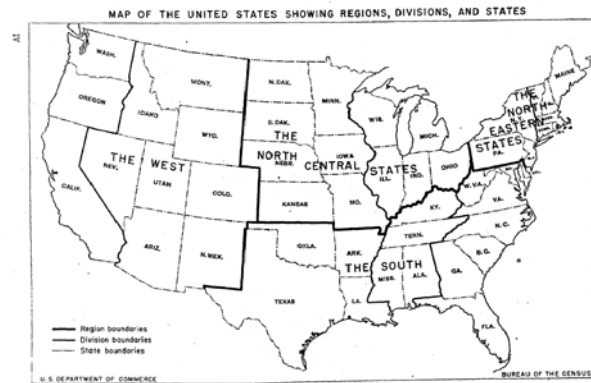 MAP OF THE UNITED STATES SHOWING REGIONS, DIVISIONS, AND STATES
IV
WASH.
MONT.
N. DAK.
MINN.
MAINE
OREGON
IDAHO
S. DAK.
WIS.
MICH.
THE
NORTH
EASTERN
STATES
WYO.
THE
NORTH
CENTRAL
STATES
NEBR.
IOWA
PA.
THE WEST
NEV.
UTAH
COLO.
ILL.
IND.
OHIO
W. VA.
VA.
CALIF.
KANSAS
MO.
KY.
N. C.
TENN.
ARIZ.
N. MEX.
OKLA.
ARK.
S. C.
THE SOUTH
MISS.
ALA.
GA.
TEXAS
LA.
FLA.
Region boundaries
Division boundaries
State boundaries
U. S. DEPARTMENT OF COMMERCE
BUREAU OF THE CENSUS